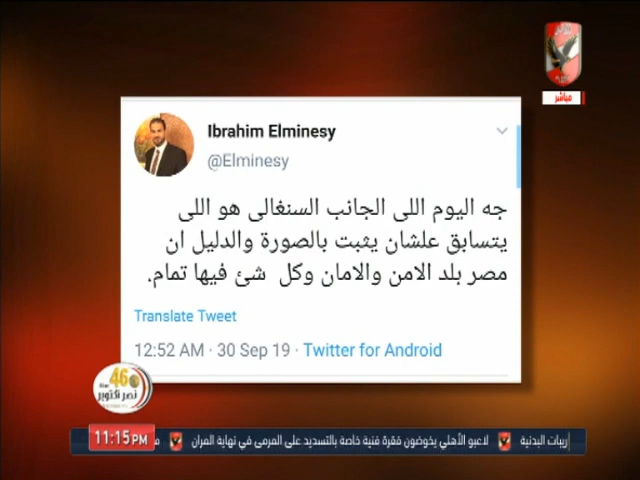 مباشر
Ibrahim Elminesy
@Elminesy
جه اليوم اللى الجانب السنغالى هو اللى
يتسابق علشان يثبت بالصورة والدليل ان
مصر بلد الامن والامان وكل شئ فيها تمام.
Translate Tweet
12:52 AM · 30 Sep 19 · Twitter for Android
46
نصر أكتوبر
11:15 PM
ريبات البدنية لاعبو الأهلي يخوضون فقرة فنية خاصة بالتسديد على المرمى في نهاية المران